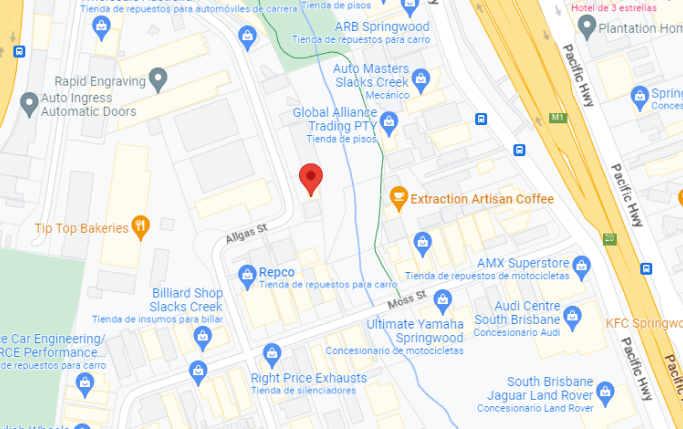 Tienda de repuestos para automóviles de carrera
Tienda de pisos
Hotel de 3 estrellas
ARB Springwood
Tienda de repuestos para carro
Plantation Hom
Pacific Hwy
Auto Masters
Slacks Creek
Mecánico
Rapid Engraving
Auto Ingress
Automatic Doors
Spring
Conces
Global Alliance
Trading PTY
Tienda de pisos
M1
Pacific Hwy
Extraction Artisan Coffee
Tip Top Bakeries
Allgas St
20
AMX Superstore
Tienda de repuestos de motocicletas
Repco
Tienda de repuestos para carro
Billiard Shop
Slacks Creek
Tienda de insumos para billar
Moss St
Audi Centre
South Brisbane
Concesionario Audi
Ultimate Yamaha
Springwood
Concesionario de motocicletas
KFC Springwo
ce Car Engineering/
RCE Performance...
de repuestos para carro
Pacific Hwy
Right Price Exhausts
Tienda de silenciadores
South Brisbane
Jaguar Land Rover
Concesionario Land Rover